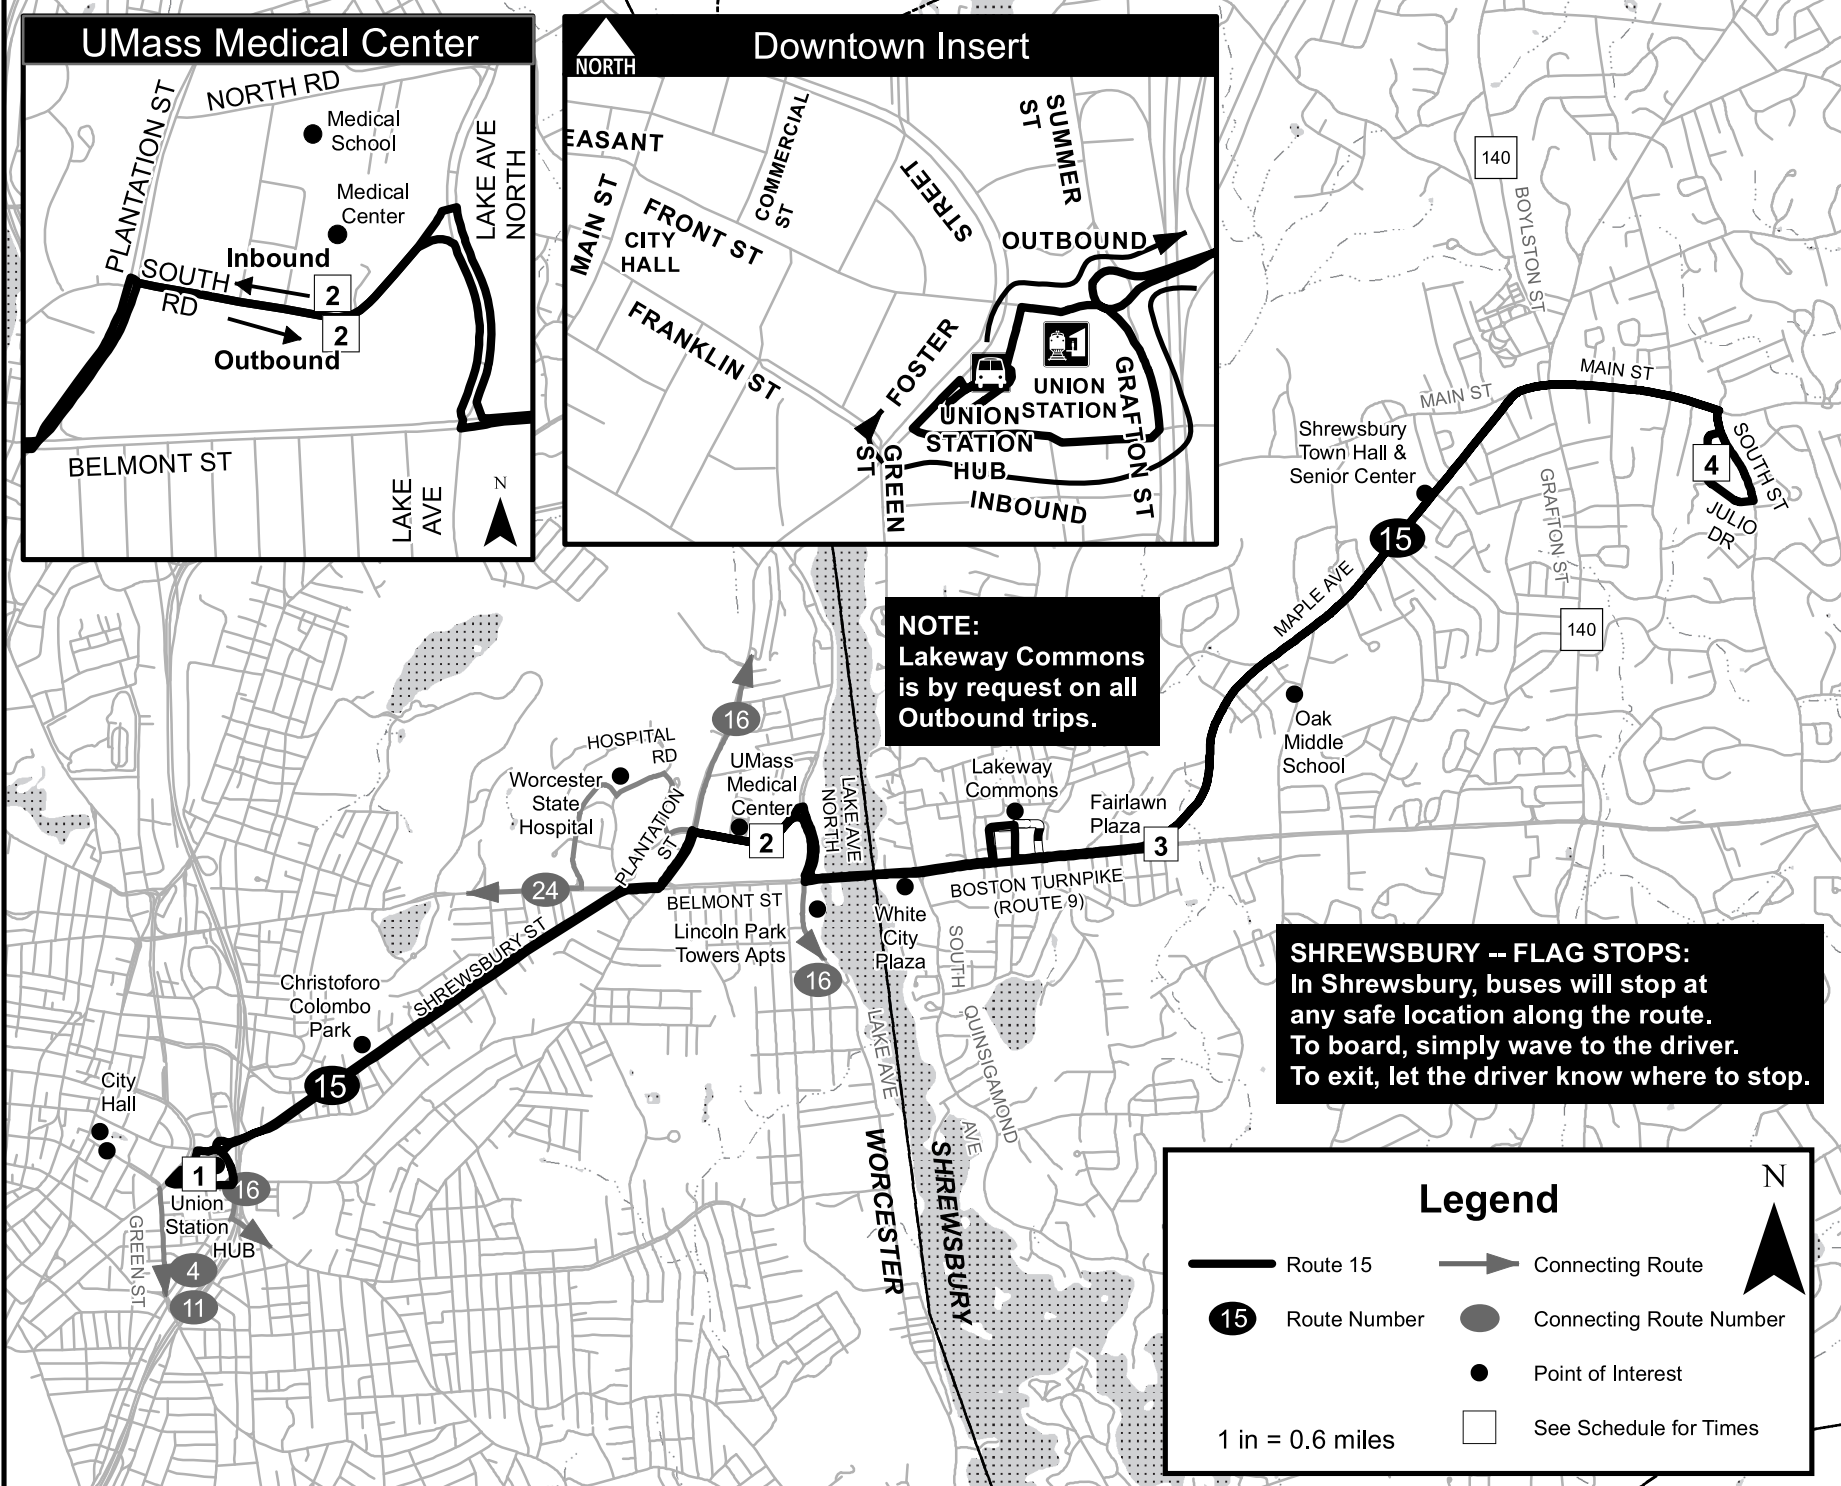 UMass Medical Center
PLANTATION ST
NORTH RD
Medical
School
Medical
Center
LAKE AVE
NORTH
Inbound
SOUTH
RD
2
2
Outbound
BELMONT ST
LAKE
AVE
N
NORTH
Downtown Insert
EASANT
MAIN ST
CITY
HALL
FRONT ST
COMMERCIAL
ST
STREET
SUMMER
ST
OUTBOUND
FRANKLIN ST
FOSTER
ST
GREEN
UNION
STATION
UNION
STATION
HUB
GRAFTON ST
INBOUND
140
BOYLSTON ST
MAIN ST
MAIN ST
Shrewsbury
Town Hall &
Senior Center
4
SOUTH ST
JULIO
DR
GRAFTON ST
15
MAPLE AVE
140
NOTE:
Lakeway Commons
is by request on all
Outbound trips.
Oak
Middle
School
16
HOSPITAL
RD
Worcester
State
Hospital
UMass
Medical
Center
PLANTATION
ST
2
LAKE AVE
NORTH
Lakeway
Commons
Fairlawn
Plaza
3
24
BELMONT ST
BOSTON TURNPIKE
(ROUTE 9)
Lincoln Park
Towers Apts
White
City
Plaza
16
SHREWSBURY ST
Christoforo
Colombo
Park
15
SOUTH
QUINSIGAMOND
AVE
LAKE AVE
SHREWSBURY -- FLAG STOPS:
In Shrewsbury, buses will stop at
any safe location along the route.
To board, simply wave to the driver.
To exit, let the driver know where to stop.
City
Hall
1
16
Union
Station
HUB
GREEN ST
4
11
WORCESTER
SHREWSBURY
Legend
N
Route 15
Connecting Route
15
Route Number
Connecting Route Number
Point of Interest
1 in = 0.6 miles
See Schedule for Times